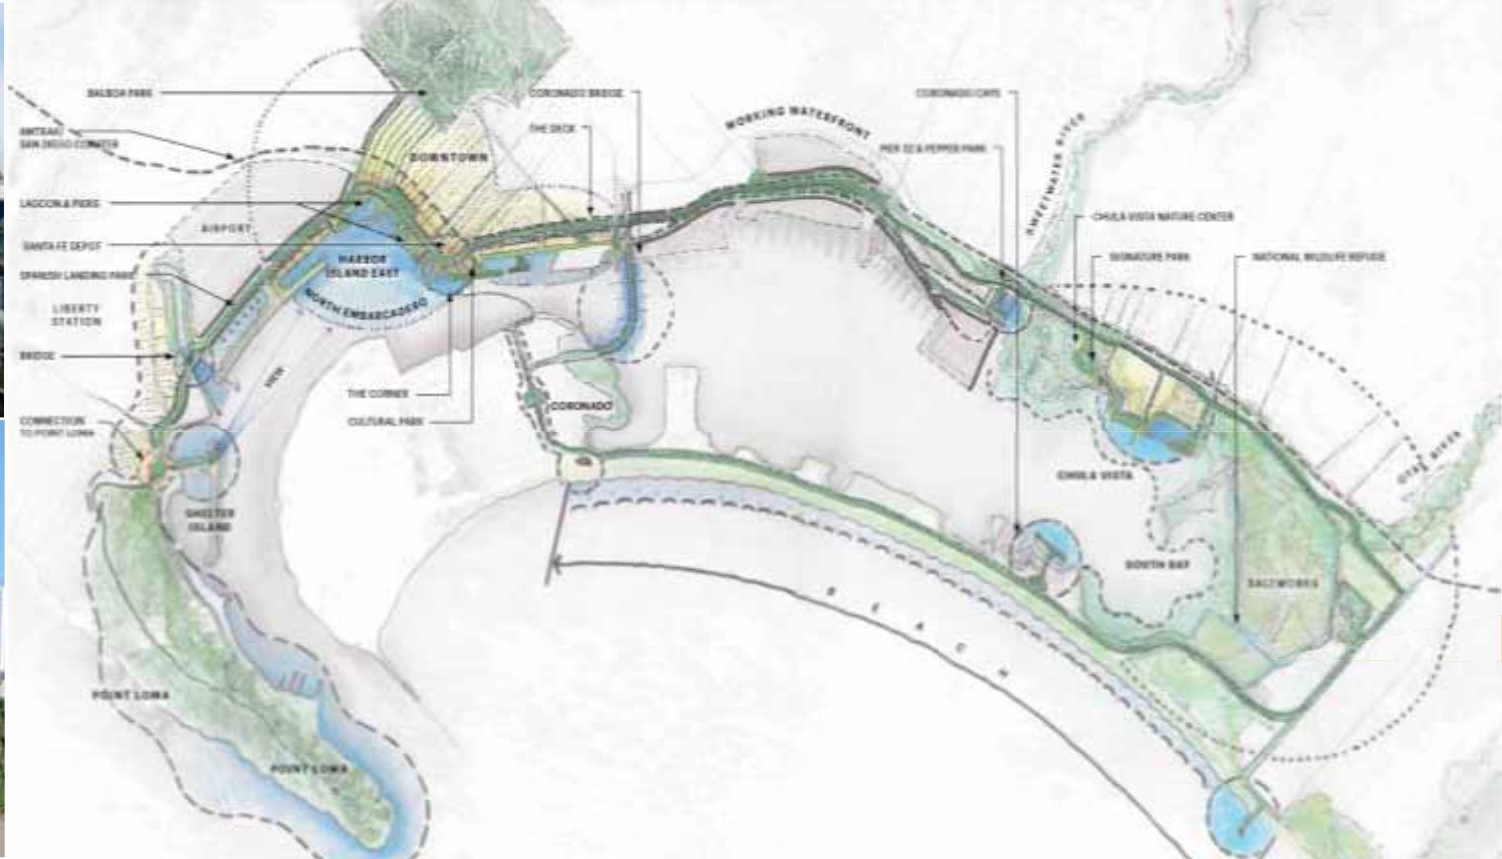 BALBOA PARK
CORONADO BRIDGE
CORONADO CAYS
WORKING WATERFRONT
AMTRAK/
SAN DIEGO COASTER
THE DECK
DOWNTOWN
PIER 32 & PEPPER PARK
SWEETWATER RIVER
LAGOON & PIERS
CHULA VISTA NATURE CENTER
AIRPORT
SANTA FE DEPOT
HARBOR
ISLAND EAST
SIGNATURE PARK
NATIONAL WILDLIFE REFUGE
SPANISH LANDING PARK
LIBERTY
STATION
NORTH EMBARCADERO
BRIDGE
VIEW
THE CORNER
CORONADO
CULTURAL PARK
CONNECTION
TO POINT LOMA
OTAY RIVER
CHULA VISTA
SHELTER
ISLAND
SOUTH BAY
SALTWORKS
BEACH
POINT LOMA
POINT LOMA